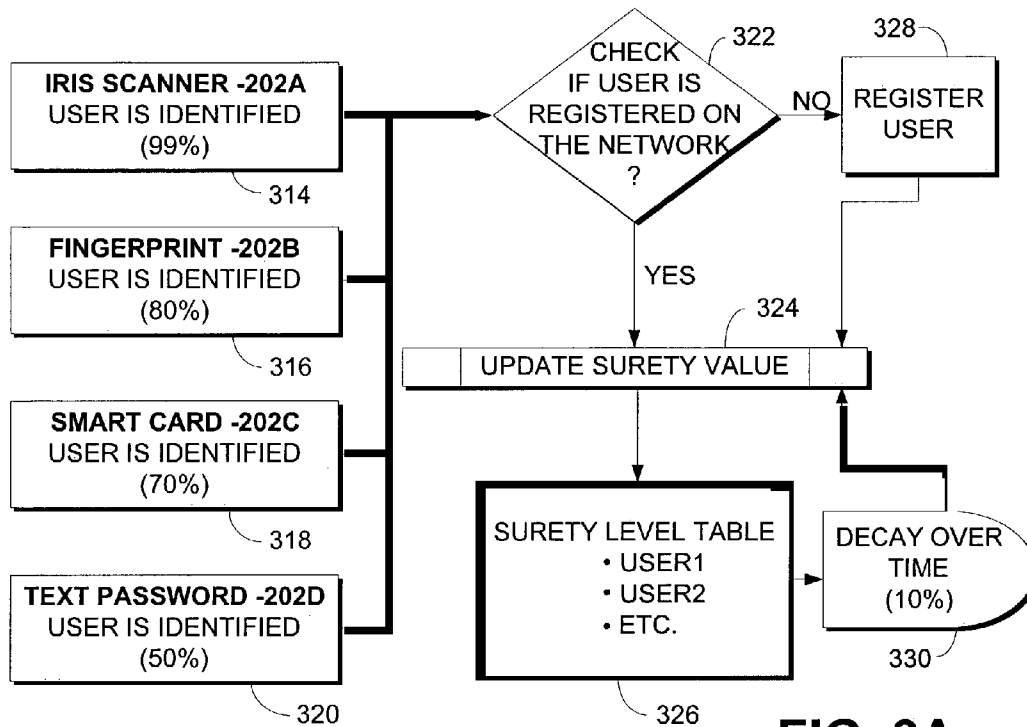 IRIS SCANNER -202A
USER IS IDENTIFIED
(99%)
314
FINGERPRINT -202B
USER IS IDENTIFIED
(80%)
316
SMART CARD -202C
USER IS IDENTIFIED
(70%)
318
TEXT PASSWORD -202D
USER IS IDENTIFIED
(50%)
320
CHECK
IF USER IS
REGISTERED ON
THE NETWORK
?
322
NO
328
REGISTER
USER
YES
324
UPDATE SURETY VALUE
SURETY LEVEL TABLE
• USER1
• USER2
• ETC.
326
DECAY OVER
TIME
(10%)
330